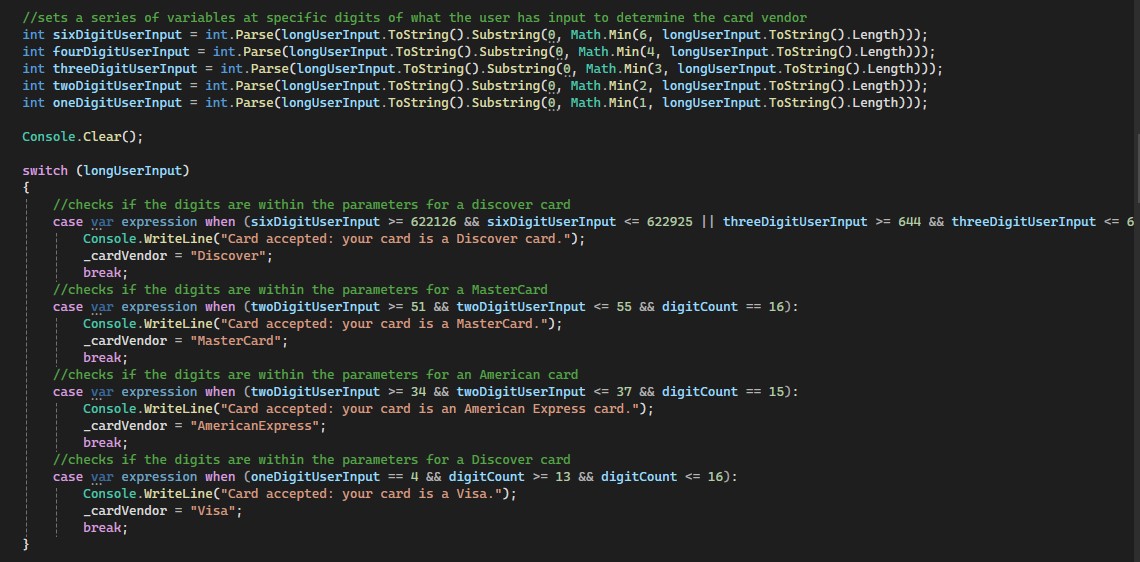 //sets a series of variables at specific digits of what the user has input to determine the card vendor
int sixDigitUserInput = int.Parse(longUserInput.ToString().Substring(0, Math.Min(6, longUserInput.ToString().Length)));
int fourDigitUserInput = int.Parse(longUserInput.ToString().Substring(0, Math.Min(4, longUserInput.ToString().Length)));
int threeDigitUserInput = int.Parse(longUserInput.ToString().Substring(0, Math.Min(3, longUserInput.ToString().Length)));
int twoDigitUserInput = int.Parse(longUserInput.ToString().Substring(0, Math.Min(2, longUserInput.ToString().Length)));
int oneDigitUserInput = int.Parse(longUserInput.ToString().Substring(0, Math.Min(1, longUserInput.ToString().Length)));

Console.Clear();

switch (longUserInput)
{
    //checks if the digits are within the parameters for a discover card
    case var expression when (sixDigitUserInput >= 622126 && sixDigitUserInput <= 622925 || threeDigitUserInput >= 644 && threeDigitUserInput <= 6
        Console.WriteLine("Card accepted: your card is a Discover card.");
        _cardVendor = "Discover";
        break;
    //checks if the digits are within the parameters for a MasterCard
    case var expression when (twoDigitUserInput >= 51 && twoDigitUserInput <= 55 && digitCount == 16):
        Console.WriteLine("Card accepted: your card is a MasterCard.");
        _cardVendor = "MasterCard";
        break;
    //checks if the digits are within the parameters for an American card
    case var expression when (twoDigitUserInput >= 34 && twoDigitUserInput <= 37 && digitCount == 15):
        Console.WriteLine("Card accepted: your card is an American Express card.");
        _cardVendor = "AmericanExpress";
        break;
    //checks if the digits are within the parameters for a Discover card
    case var expression when (oneDigitUserInput == 4 && digitCount >= 13 && digitCount <= 16):
        Console.WriteLine("Card accepted: your card is a Visa.");
        _cardVendor = "Visa";
        break;
}